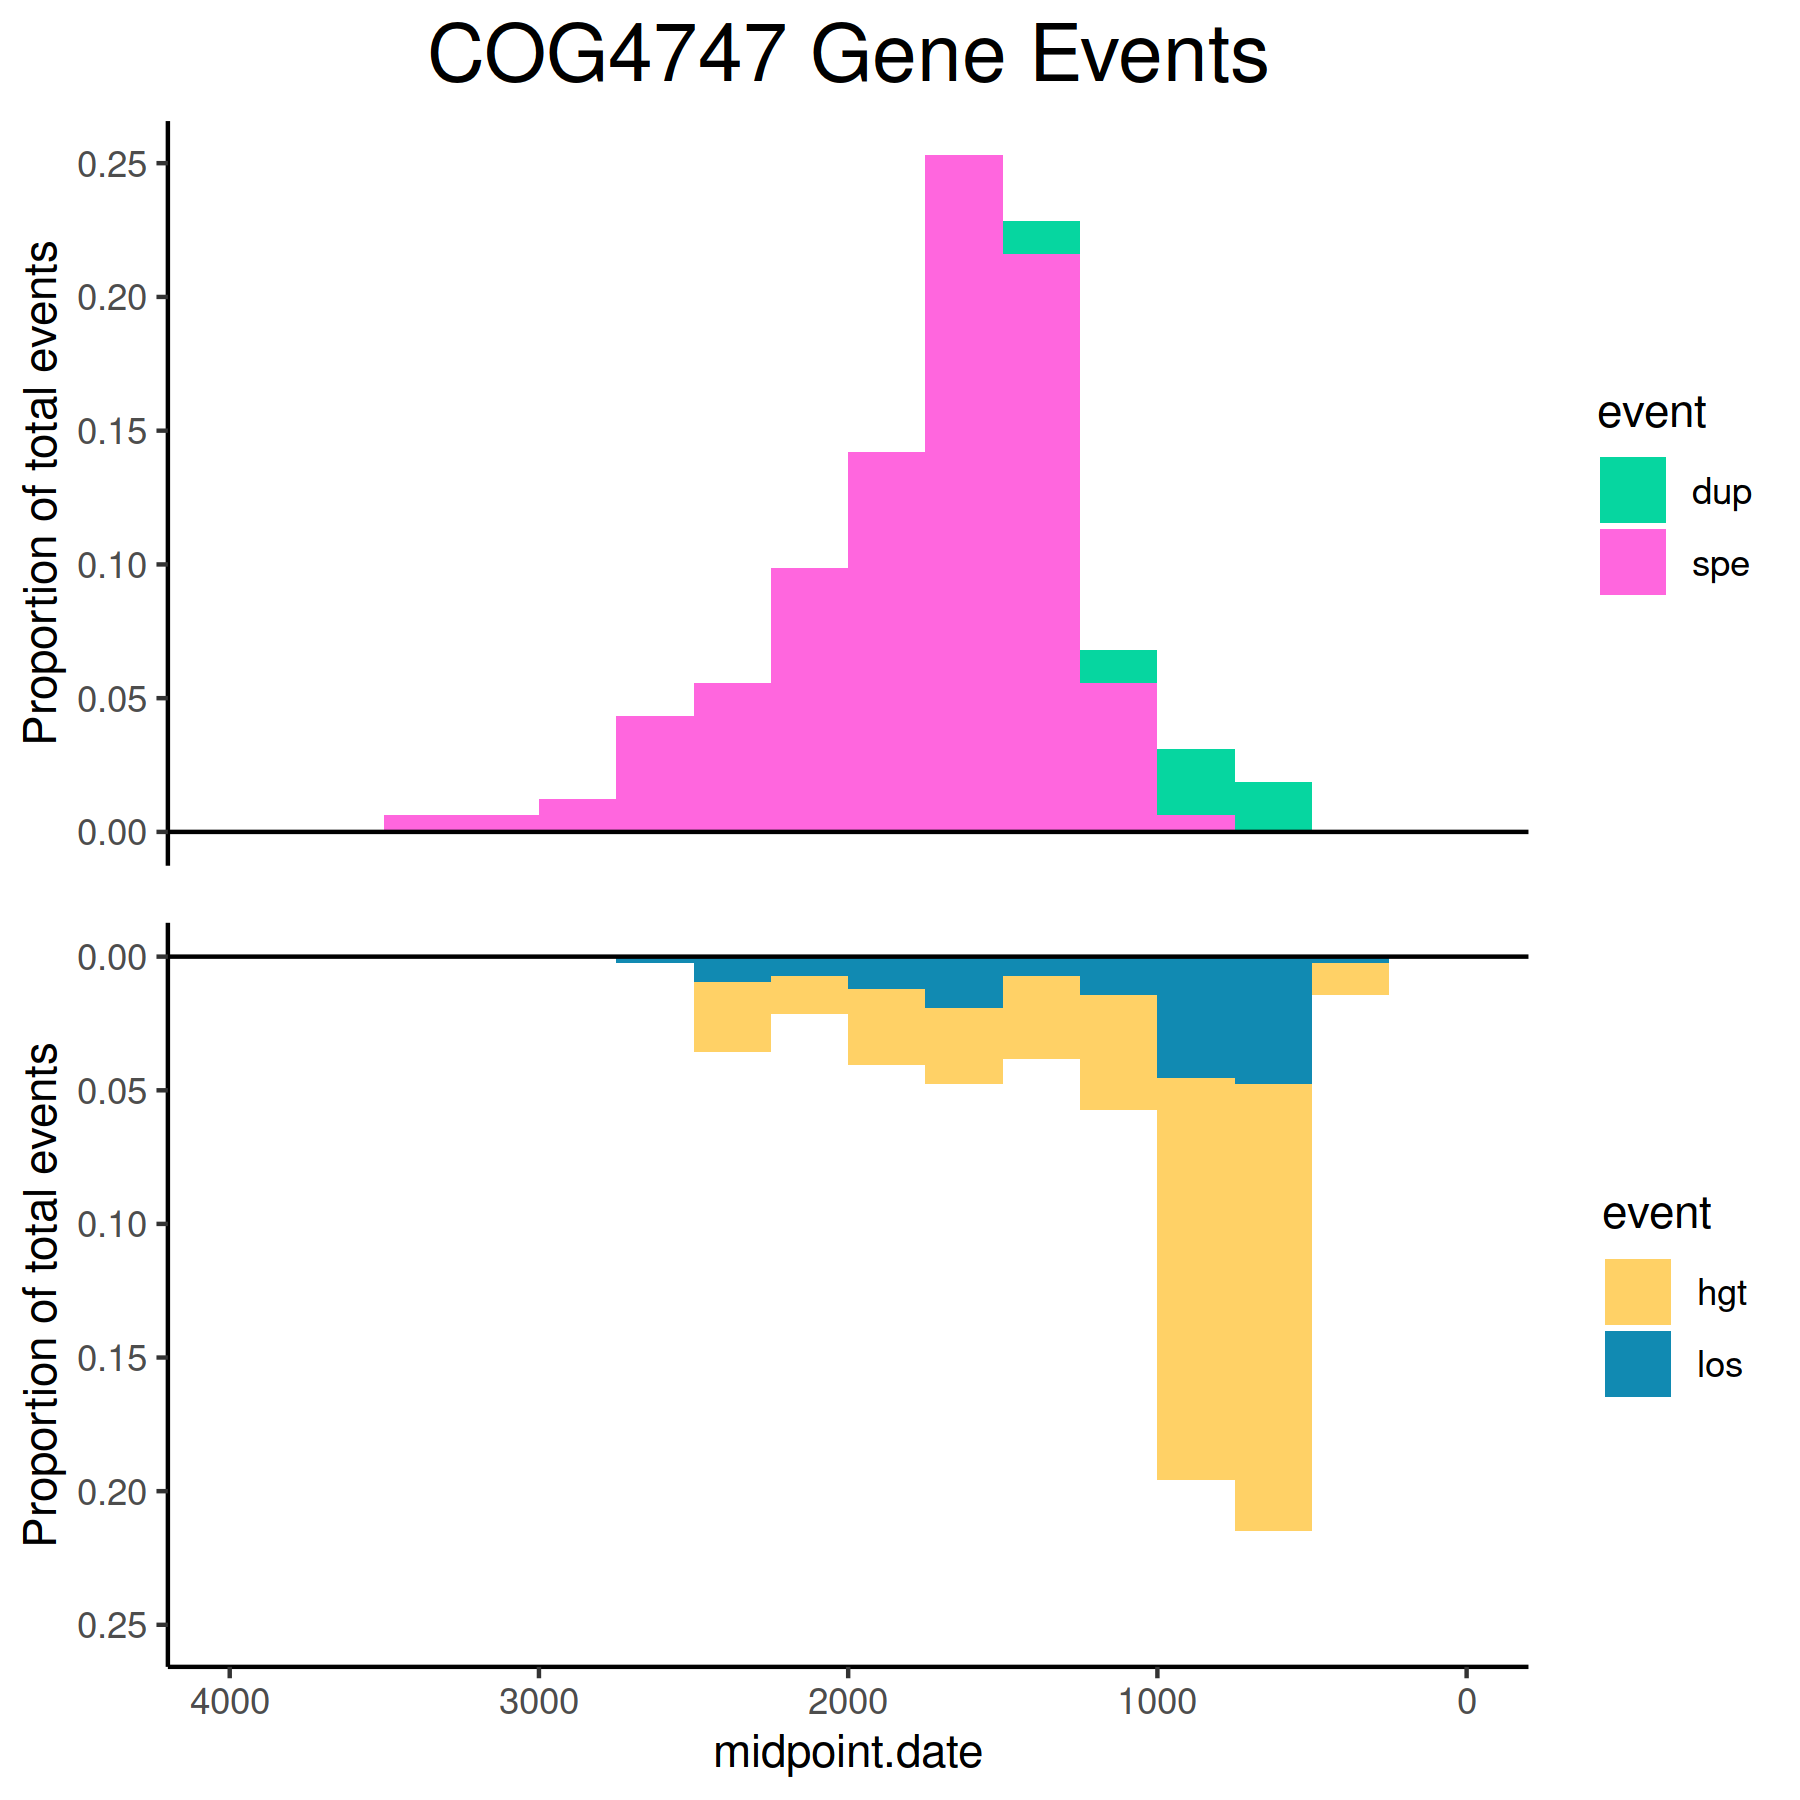 COG4747 Gene Events
Proportion of total events
0.25
0.20
0.15
0.10
0.05
0.00
event
dup
spe
Proportion of total events
0.00
0.05
0.10
0.15
0.20
0.25
event
hgt
los
4000 3000 2000 1000 0
midpoint.date